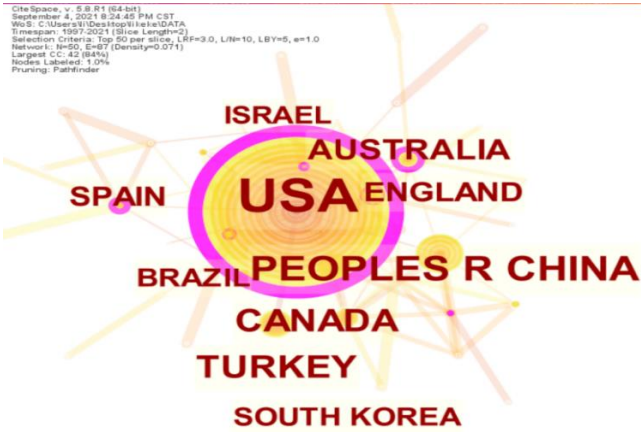 CiteSpace, v. 5.8.R1 (64-bit)
September 4, 2021 8:24:45 PM CST
WoS: C:\Users\li\Desktop\likeke\DATA
Timespan: 1997-2021 (Slice Length=2)
Selection Criteria: Top 50 per slice, LRF=3.0, L/N=10, LBY=5, e=1.0
Network: N=50, E=87 (Density=0.071)
Largest CC: 42 (84%)
Nodes Labeled: 1.0%
Pruning: Pathfinder
ISRAEL
AUSTRALIA
SPAIN
USA
ENGLAND
BRAZIL
PEOPLES R CHINA
CANADA
TURKEY
SOUTH KOREA